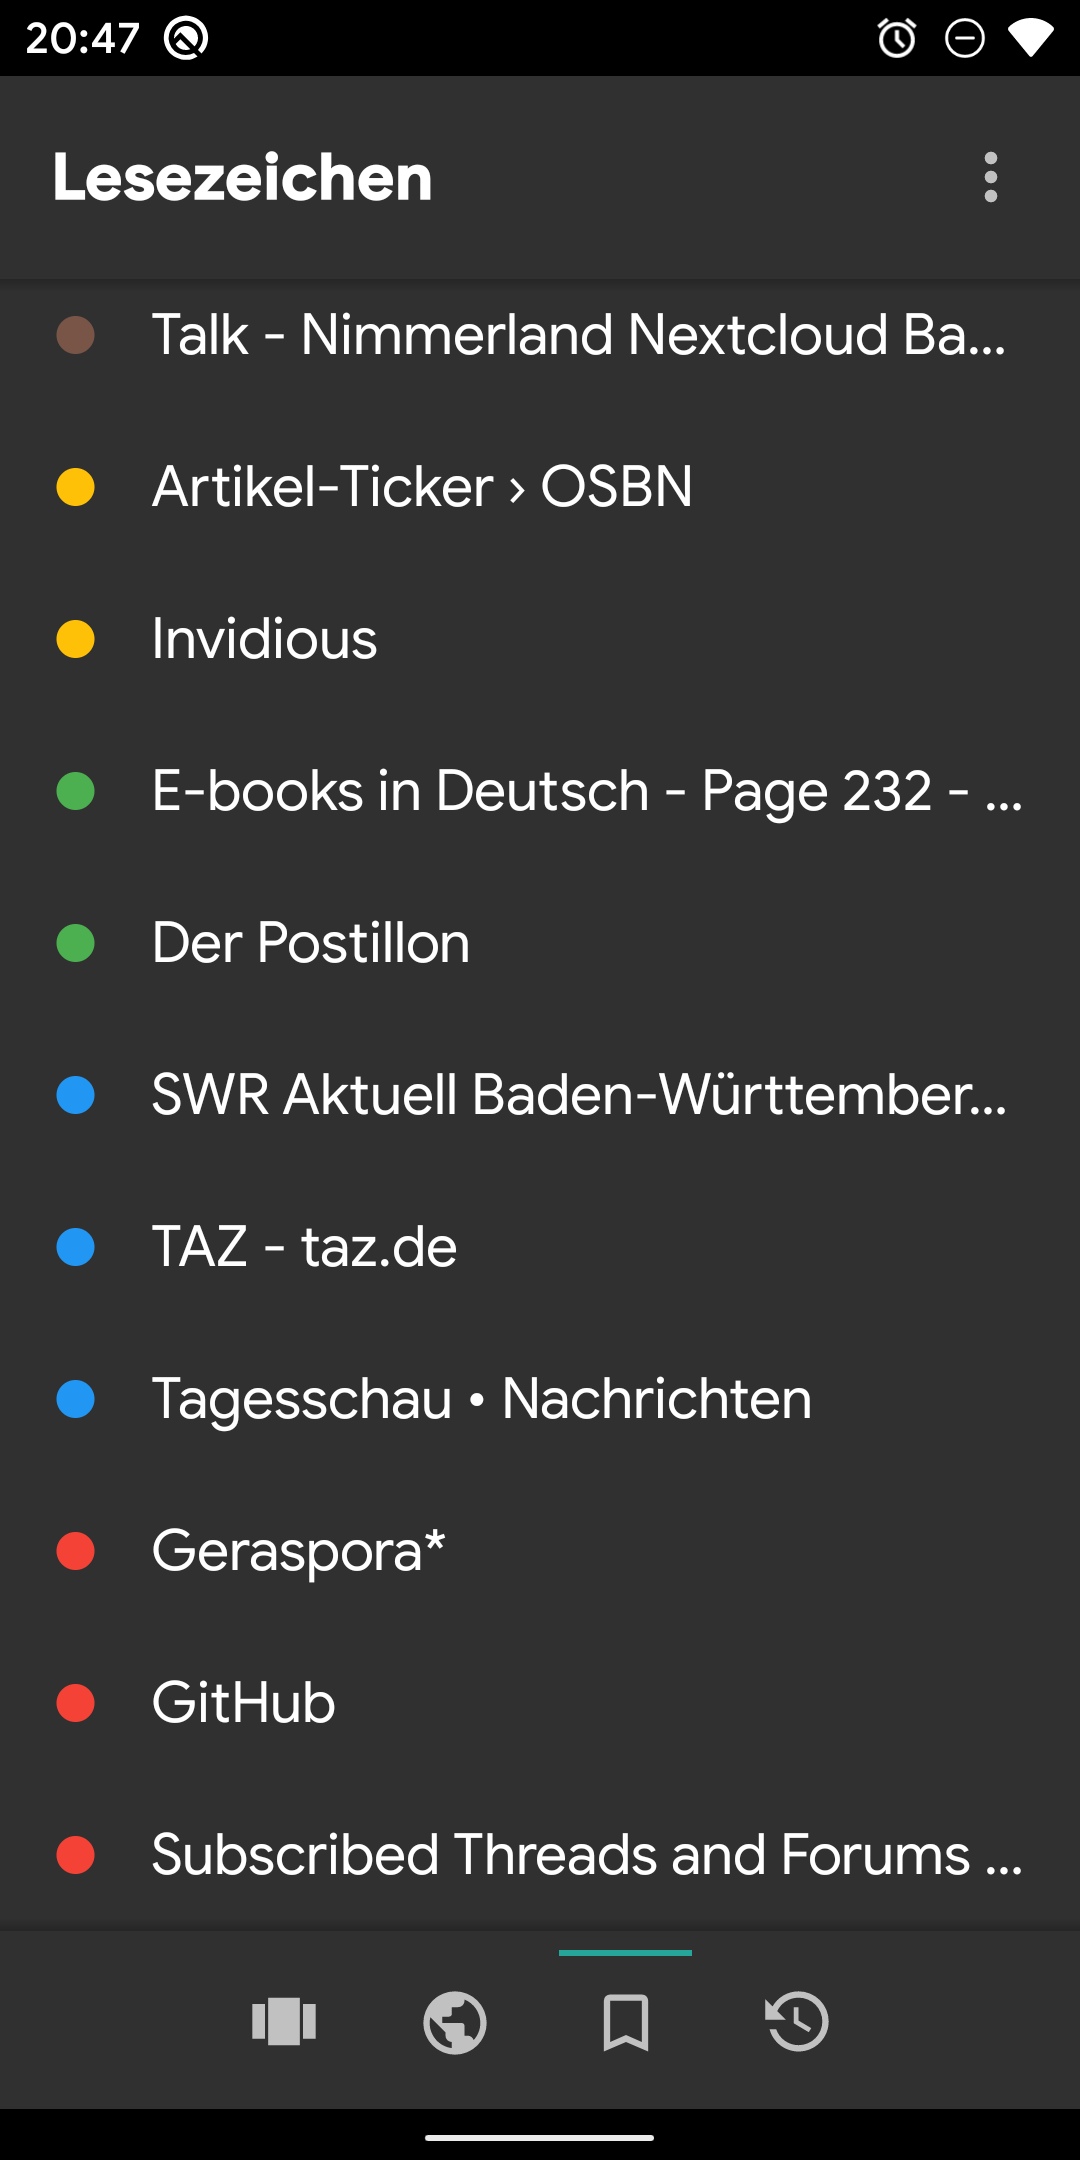 20:47
Lesezeichen
Talk - Nimmerland Nextcloud Ba...
Artikel-Ticker › OSBN
Invidious
E-books in Deutsch - Page 232 - ...
Der Postillon
SWR Aktuell Baden-Württember...
TAZ - taz.de
Tagesschau • Nachrichten
Geraspora*
GitHub
Subscribed Threads and Forums ...